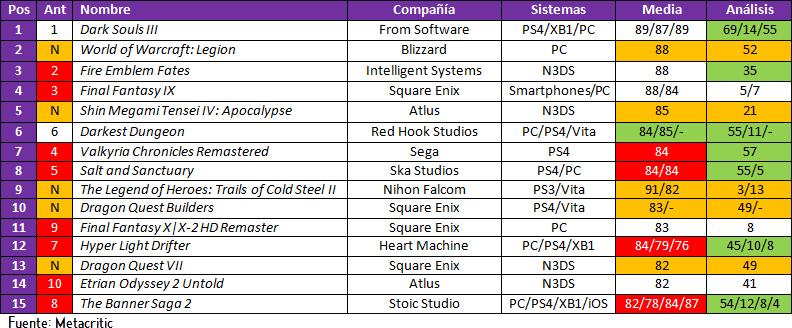 Pos Ant Nombre Compañía Sistemas Media Análisis
1 1 Dark Souls III From Software PS4/XB1/PC 89/87/89 69/14/55
2 N World of Warcraft: Legion Blizzard PC 88 52
3 2 Fire Emblem Fates Intelligent Systems N3DS 88 35
4 3 Final Fantasy IX Square Enix Smartphones/PC 88/84 5/7
5 N Shin Megami Tensei IV: Apocalypse Atlus N3DS 85 21
6 6 Darkest Dungeon Red Hook Studios PC/PS4/Vita 84/85/- 55/11/-
7 4 Valkyria Chronicles Remastered Sega PS4 84 57
8 5 Salt and Sanctuary Ska Studios PS4/PC 84/84 55/5
9 N The Legend of Heroes: Trails of Cold Steel II Nihon Falcom PS3/Vita 91/82 3/13
10 N Dragon Quest Builders Square Enix PS4/Vita 83/- 49/-
11 9 Final Fantasy X|X-2 HD Remaster Square Enix PC 83 8
12 7 Hyper Light Drifter Heart Machine PC/PS4/XB1 84/79/76 45/10/8
13 N Dragon Quest VII Square Enix N3DS 82 49
14 10 Etrian Odyssey 2 Untold Atlus N3DS 82 41
15 8 The Banner Saga 2 Stoic Studio PC/PS4/XB1/iOS 82/78/84/87 54/12/8/4
Fuente: Metacritic